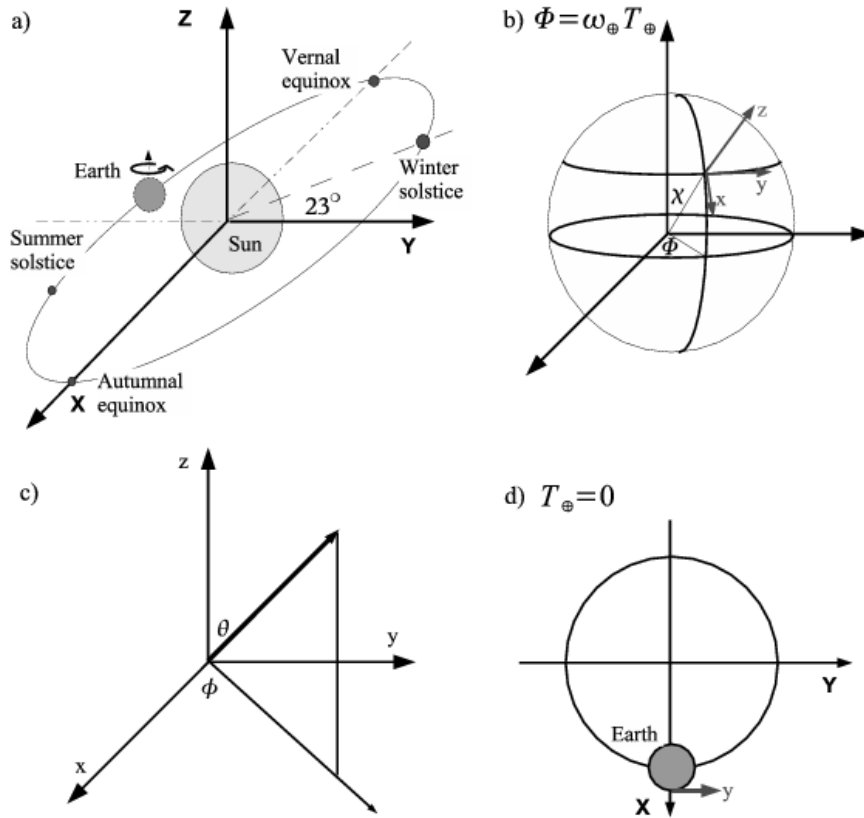 a)
Z
Vernal
equinox
Earth
Winter
solstice
23°
Y
Sun
Summer
solstice
X
Autumnal
equinox
b) Φ=ω⊕T⊕
z
χ
y
x
Φ
c)
z
θ
y
ϕ
x
d) T⊕=0
Y
Earth
y
X